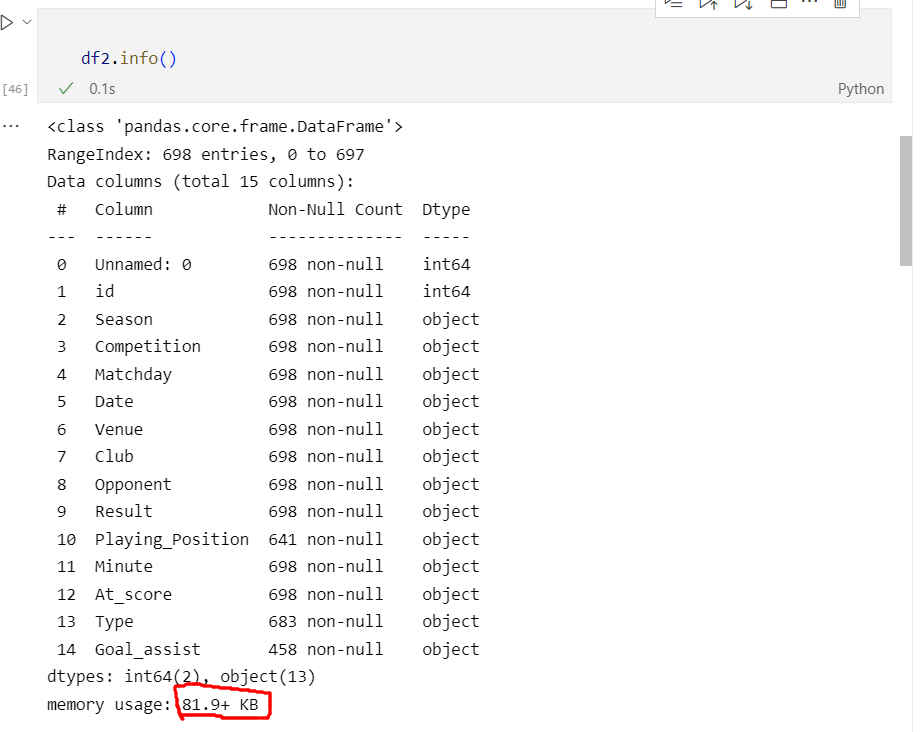 df2.info()
[46]
0.1s
Python
...
<class 'pandas.core.frame.DataFrame'>
RangeIndex: 698 entries, 0 to 697
Data columns (total 15 columns):
 #   Column            Non-Null Count  Dtype
---  ------            --------------  -----
 0   Unnamed: 0        698 non-null    int64
 1   id                698 non-null    int64
 2   Season            698 non-null    object
 3   Competition       698 non-null    object
 4   Matchday          698 non-null    object
 5   Date              698 non-null    object
 6   Venue             698 non-null    object
 7   Club              698 non-null    object
 8   Opponent          698 non-null    object
 9   Result            698 non-null    object
 10  Playing_Position  641 non-null    object
 11  Minute            698 non-null    object
 12  At_score          698 non-null    object
 13  Type              683 non-null    object
 14  Goal_assist       458 non-null    object
dtypes: int64(2), object(13)
memory usage: 81.9+ KB